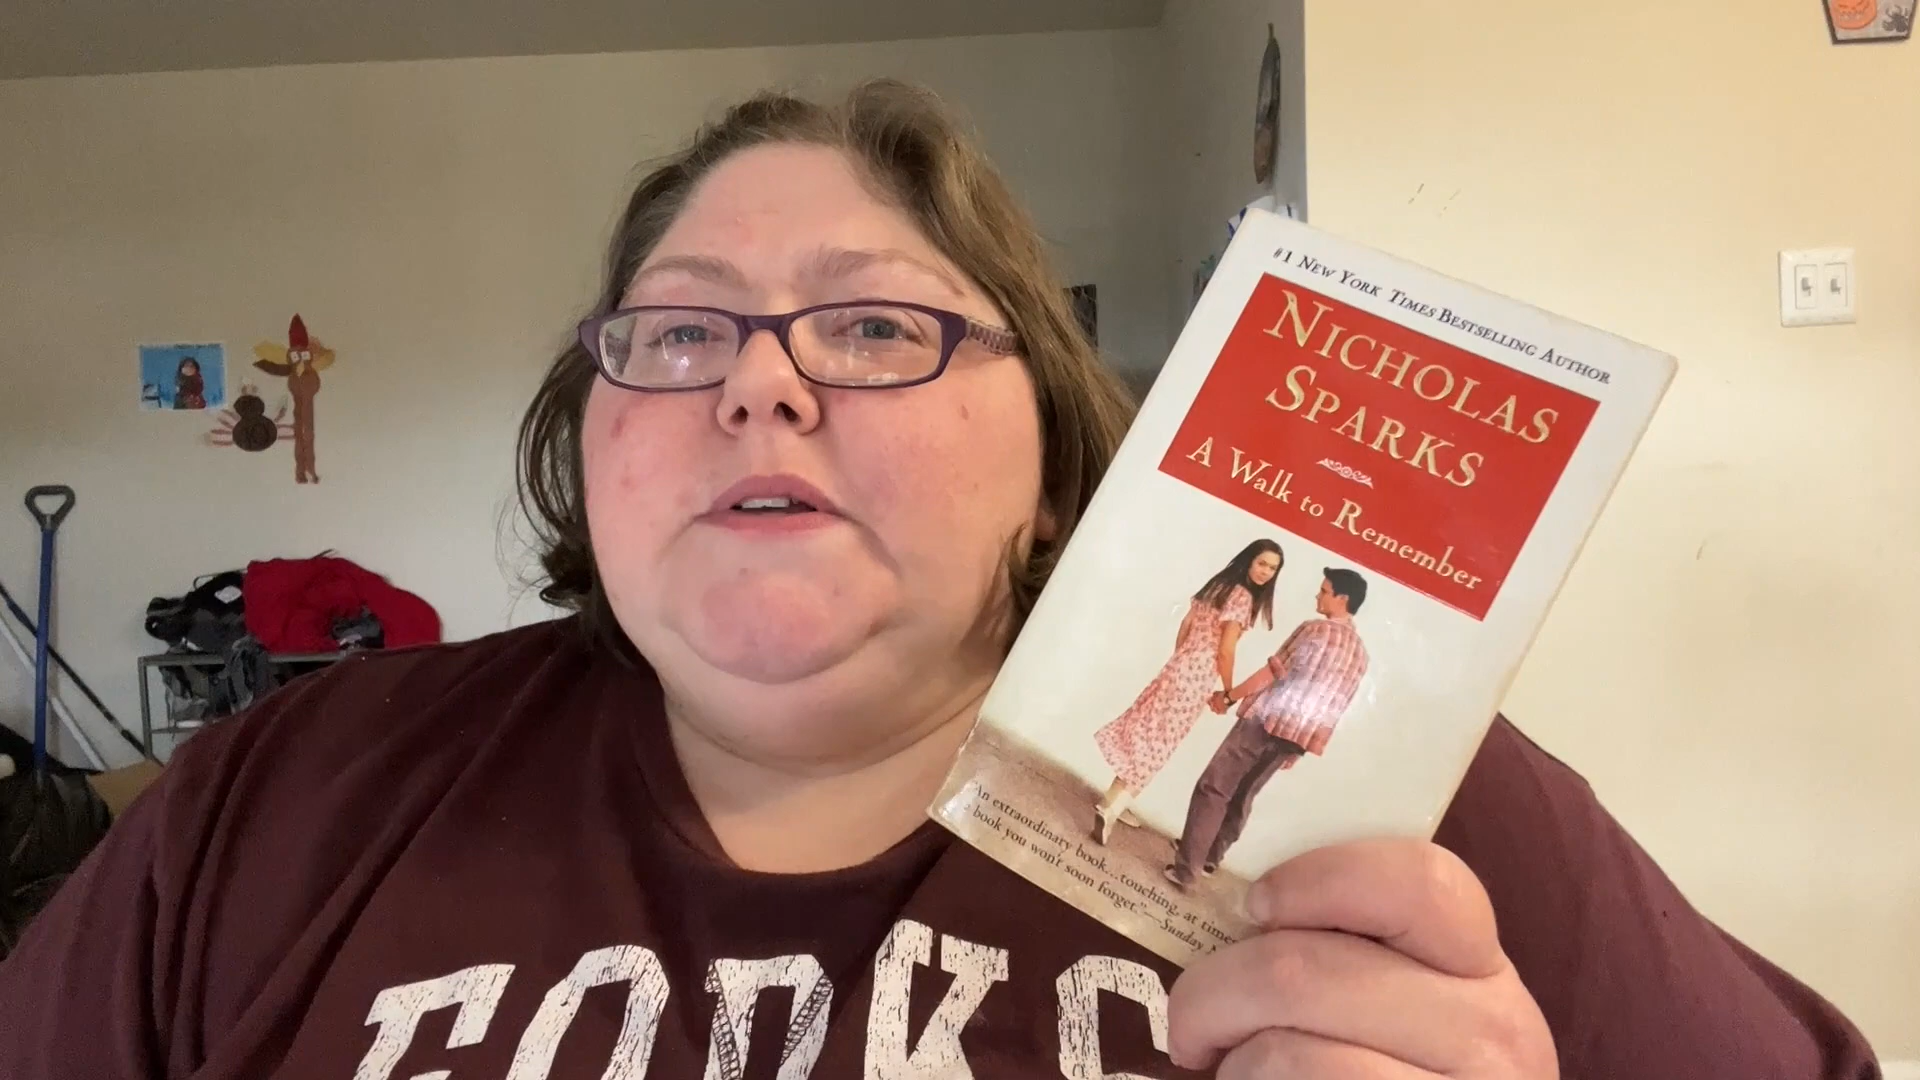 #1 New York Times Bestselling Author
Nicholas
Sparks
A Walk to Remember
"An extraordinary book...touching, at times
book you won't soon forget."—Sunday
FORKS